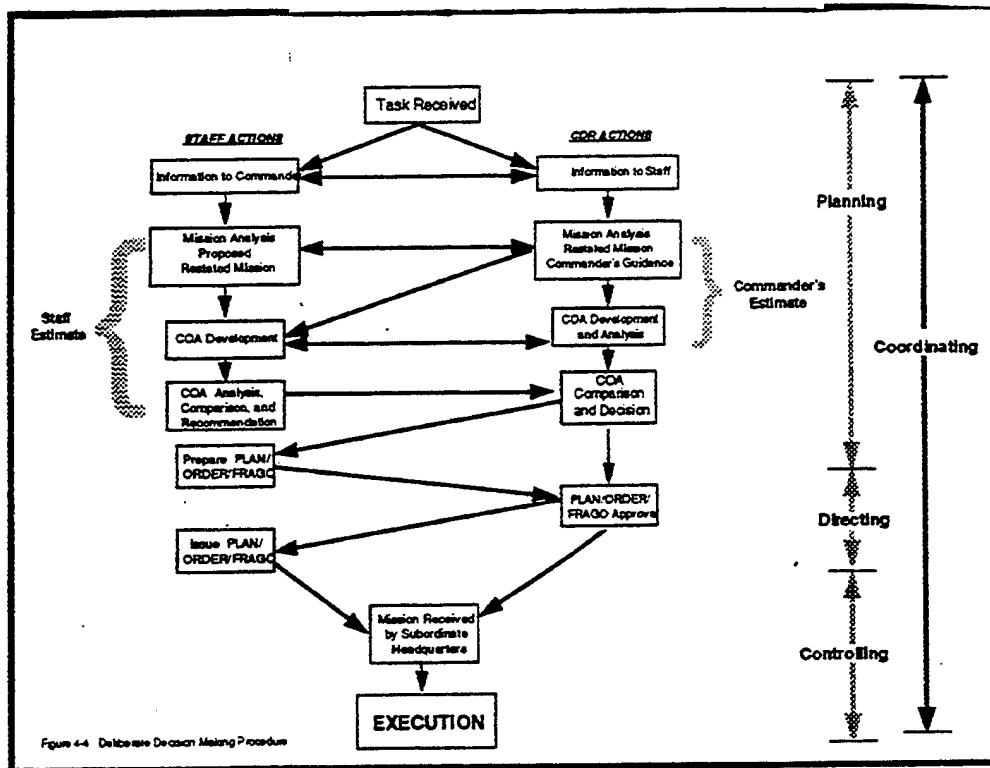 Task Received
STAFF ACTIONS
CDR ACTIONS
Information to Commander
Information to Staff
Mission Analysis
Proposed
Restated Mission
Mission Analysis
Restated Mission
Commander's Guidance
Staff
Estimate
Commander's
Estimate
COA Development
COA Development
and Analysis
COA Analysis,
Comparison, and
Recommendation
COA
Comparison
and Decision
Prepare PLAN/
ORDER/FRAGO
PLAN/ORDER/
FRAGO Approval
Issue PLAN/
ORDER/FRAGO
Mission Received
by Subordinate
Headquarters
EXECUTION
Planning
Coordinating
Directing
Controlling
Figure 4-4 Deliberate Decision Making Procedure